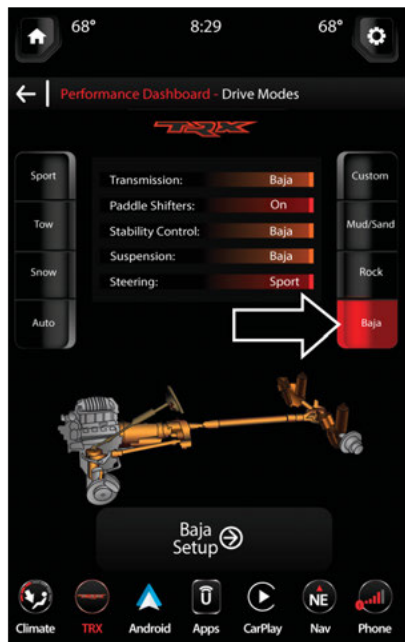 68° 8:29 68°
Performance Dashboard - Drive Modes
TRX
Sport
Tow
Snow
Auto
Transmission: Baja
Paddle Shifters: On
Stability Control: Baja
Suspension: Baja
Steering: Sport
Custom
Mud/Sand
Rock
Baja
Baja
Setup
NE
Climate TRX Android Apps CarPlay Nav Phone